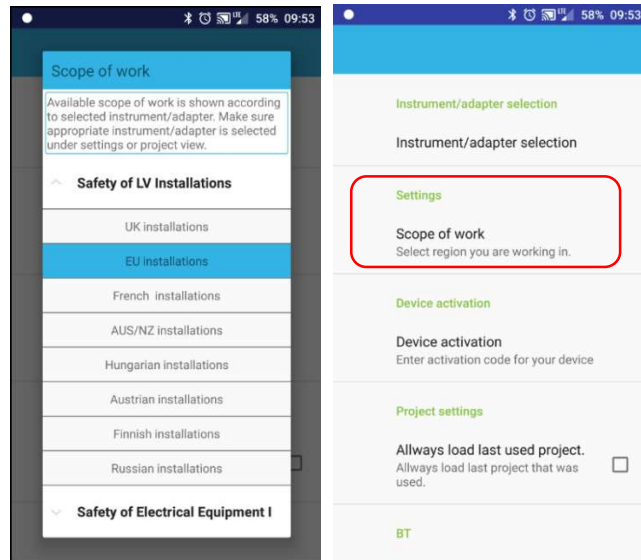 58% 09:53
Scope of work
Available scope of work is shown according
to selected instrument/adapter. Make sure
appropriate instrument/adapter is selected
under settings or project view.
Safety of LV Installations
UK installations
EU installations
French installations
AUS/NZ installations
Hungarian installations
Austrian installations
Finnish installations
Russian installations
Safety of Electrical Equipment I
58% 09:53
Instrument/adapter selection
Instrument/adapter selection
Settings
Scope of work
Select region you are working in.
Device activation
Device activation
Enter activation code for your device
Project settings
Allways load last used project.
Allways load last project that was
used.
BT